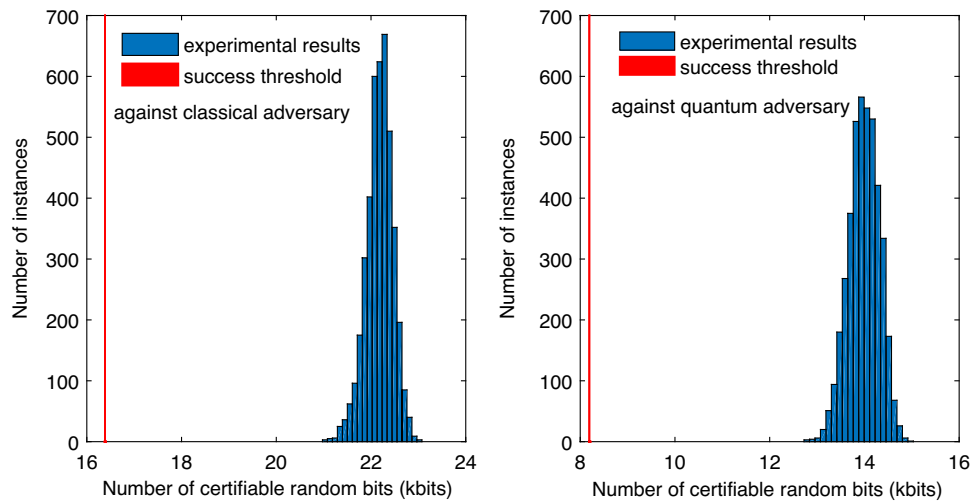 700
600
500
400
300
200
100
0
Number of instances
experimental results
success threshold
against classical adversary
16
18
20
22
24
Number of certifiable random bits (kbits)
700
600
500
400
300
200
100
0
Number of instances
experimental results
success threshold
against quantum adversary
8
10
12
14
16
Number of certifiable random bits (kbits)